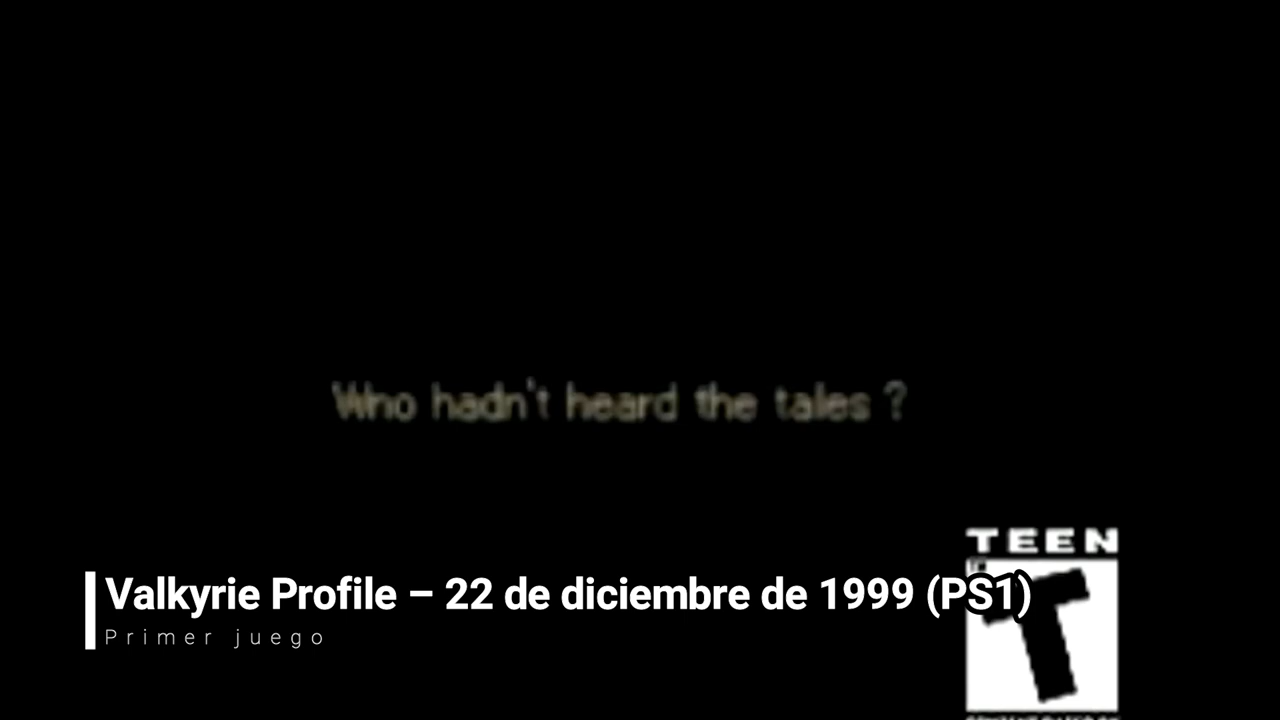 Who hadn't heard the tales ?
TEEN
Valkyrie Profile – 22 de diciembre de 1999 (PS1)
T
Primer juego